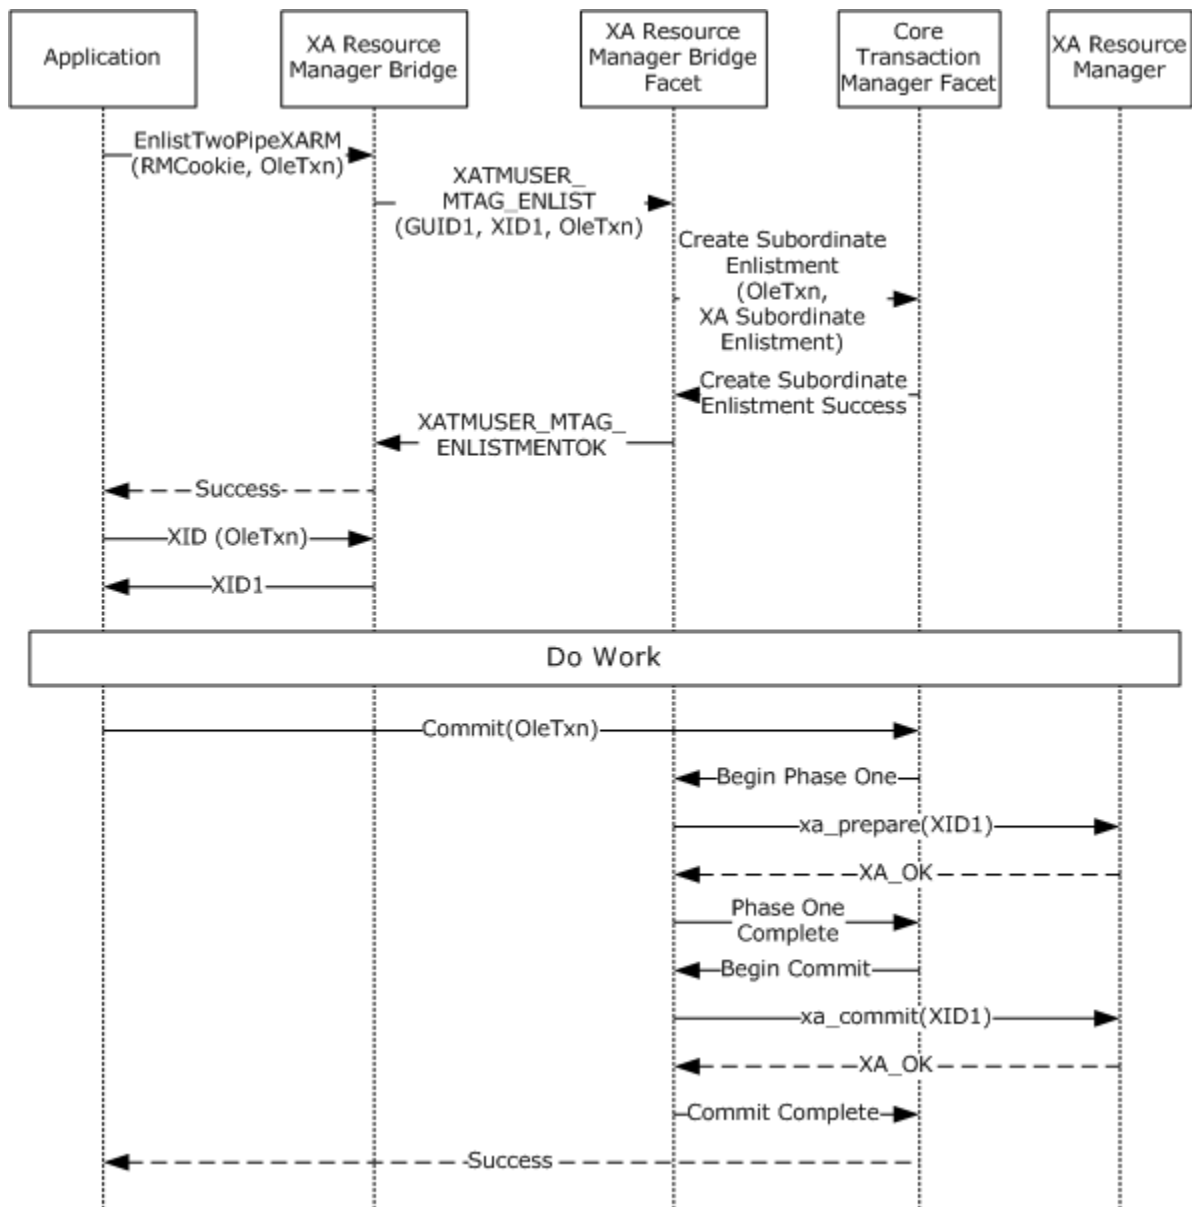 Application
XA Resource
Manager Bridge
XA Resource
Manager Bridge
Facet
Core
Transaction
Manager Facet
XA Resource
Manager
EnlistTwoPipeXARM
(RMCookie, OleTxn)
XATMUSER_
MTAG_ENLIST
(GUID1, XID1, OleTxn)
Create Subordinate
Enlistment
(OleTxn,
XA Subordinate
Enlistment)
Create Subordinate
Enlistment Success
XATMUSER_MTAG_
ENLISTMENTOK
Success
XID (OleTxn)
XID1
Do Work
Commit(OleTxn)
Begin Phase One
xa_prepare(XID1)
XA_OK
Phase One
Complete
Begin Commit
xa_commit(XID1)
XA_OK
Commit Complete
Success